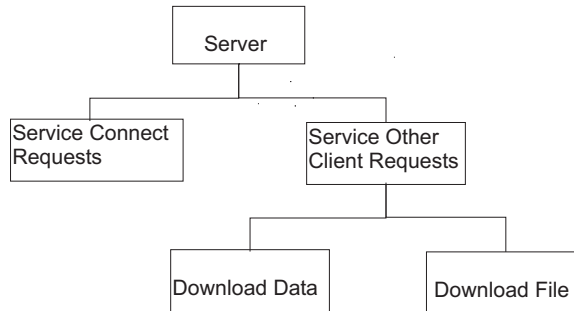 Server
Service Connect
Requests
Service Other
Client Requests
Download Data
Download File